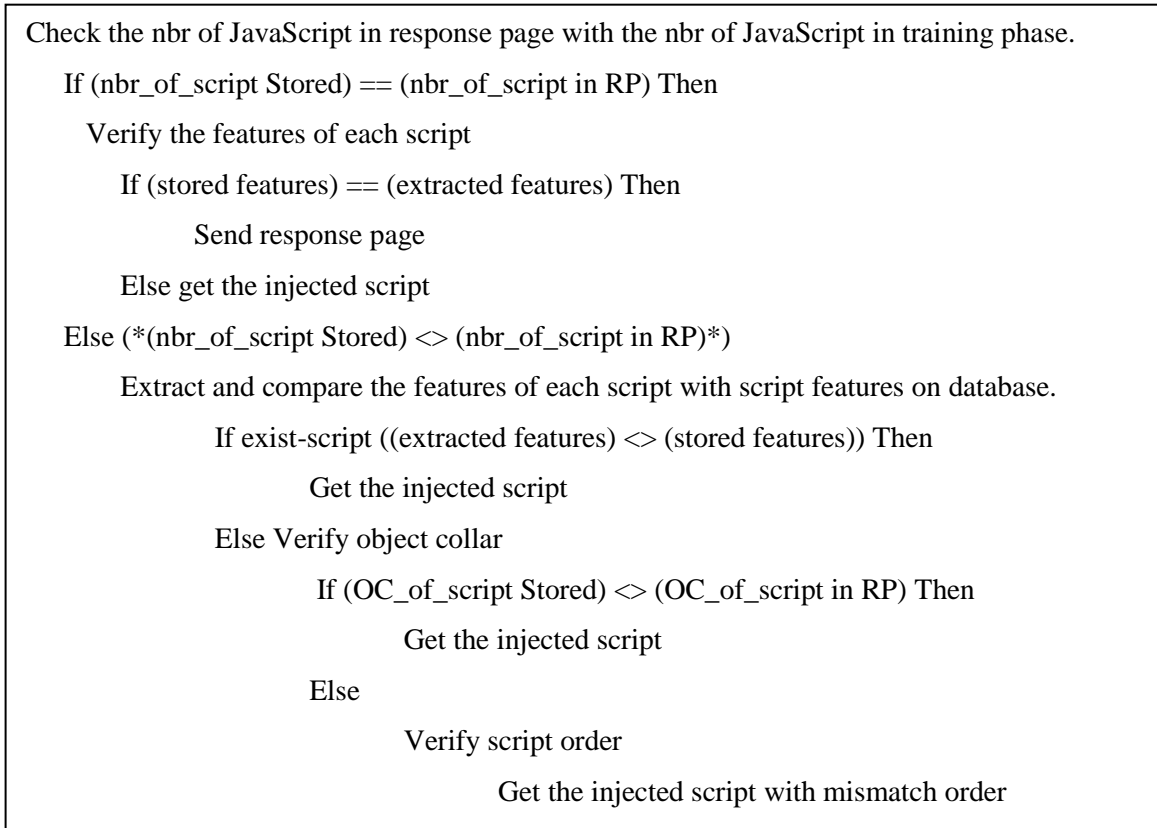 Check the nbr of JavaScript in response page with the nbr of JavaScript in training phase.
If (nbr_of_script Stored) == (nbr_of_script in RP) Then
Verify the features of each script
If (stored features) == (extracted features) Then
Send response page
Else get the injected script
Else (*(nbr_of_script Stored) <> (nbr_of_script in RP)*)
Extract and compare the features of each script with script features on database.
If exist-script ((extracted features) <> (stored features)) Then
Get the injected script
Else Verify object collar
If (OC_of_script Stored) <> (OC_of_script in RP) Then
Get the injected script
Else
Verify script order
Get the injected script with mismatch order